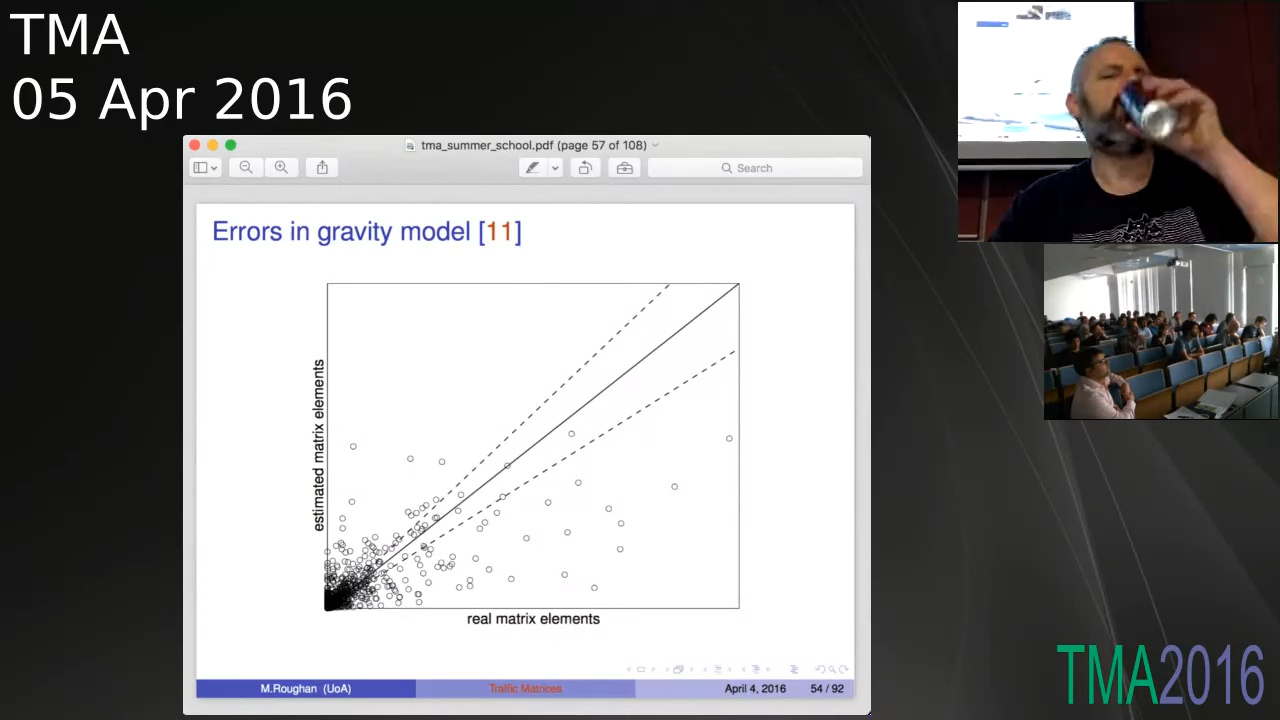 TMA
05 Apr 2016
tma_summer_school.pdf (page 57 of 108)
Search
Errors in gravity model [11]
estimated matrix elements
real matrix elements
M.Roughan (UoA)
Traffic Matrices
April 4, 2016
54 / 92
TMA2016